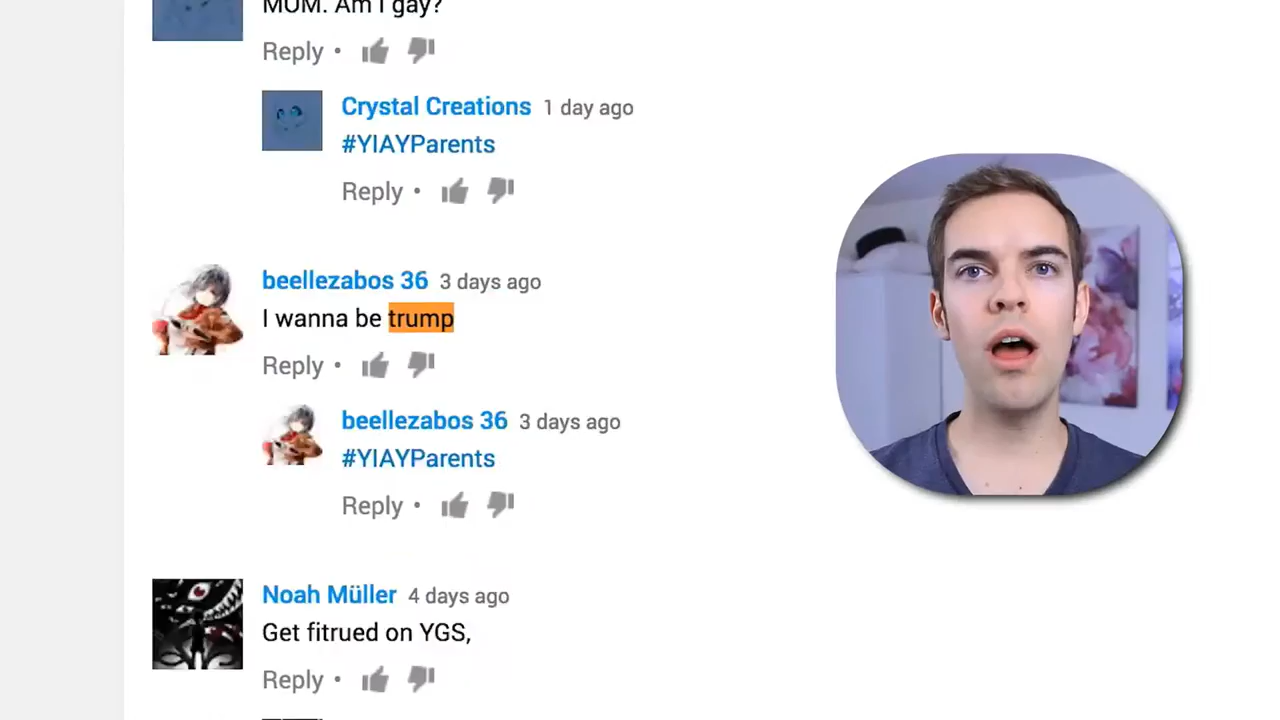 MOM. Am I gay?
Reply •
Crystal Creations 1 day ago
#YIAYParents
Reply •
beellezabos 36 3 days ago
I wanna be trump
Reply •
beellezabos 36 3 days ago
#YIAYParents
Reply •
Noah Müller 4 days ago
Get fitrued on YGS,
Reply •